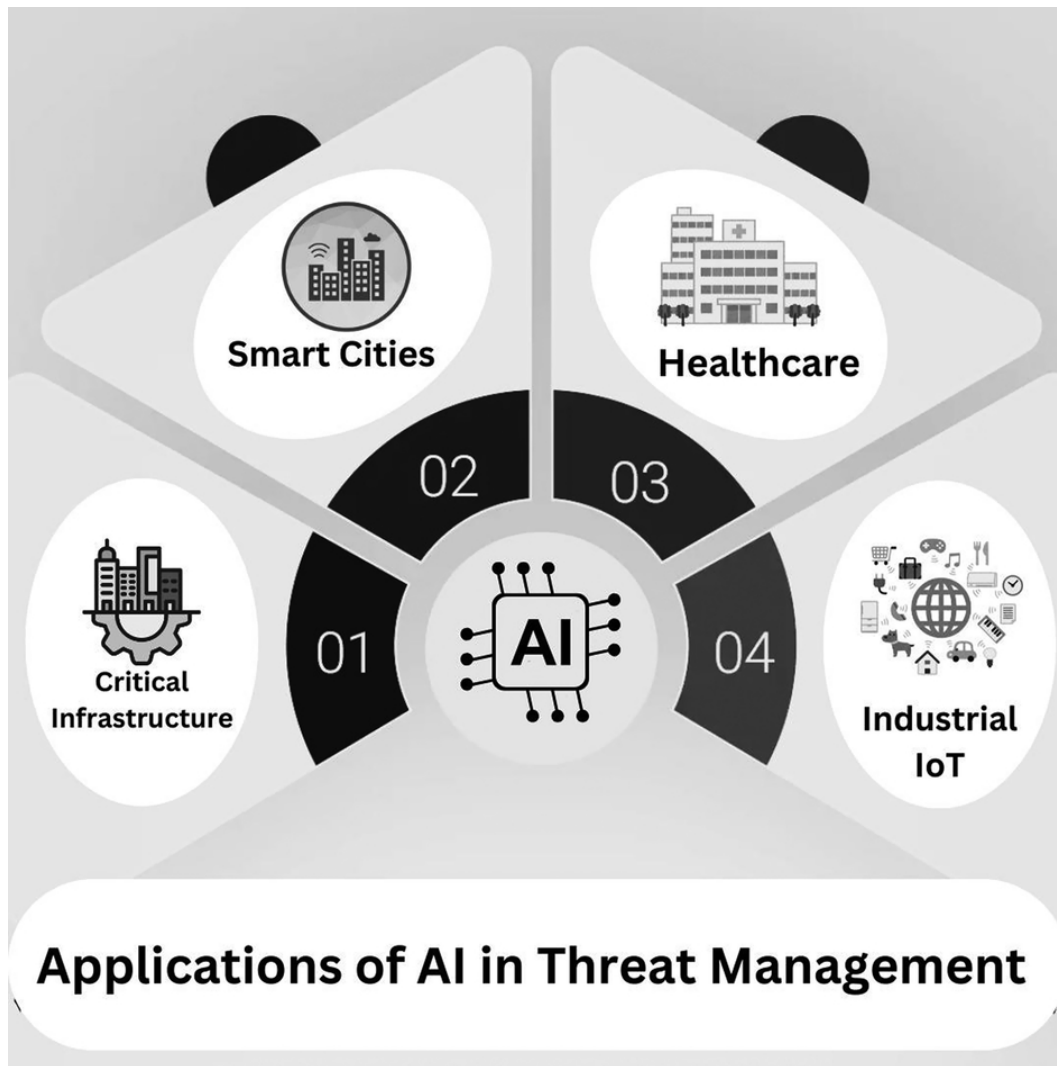 Smart Cities
Healthcare
02
03
01
AI
04
Critical
Infrastructure
Industrial
IoT
Applications of AI in Threat Management